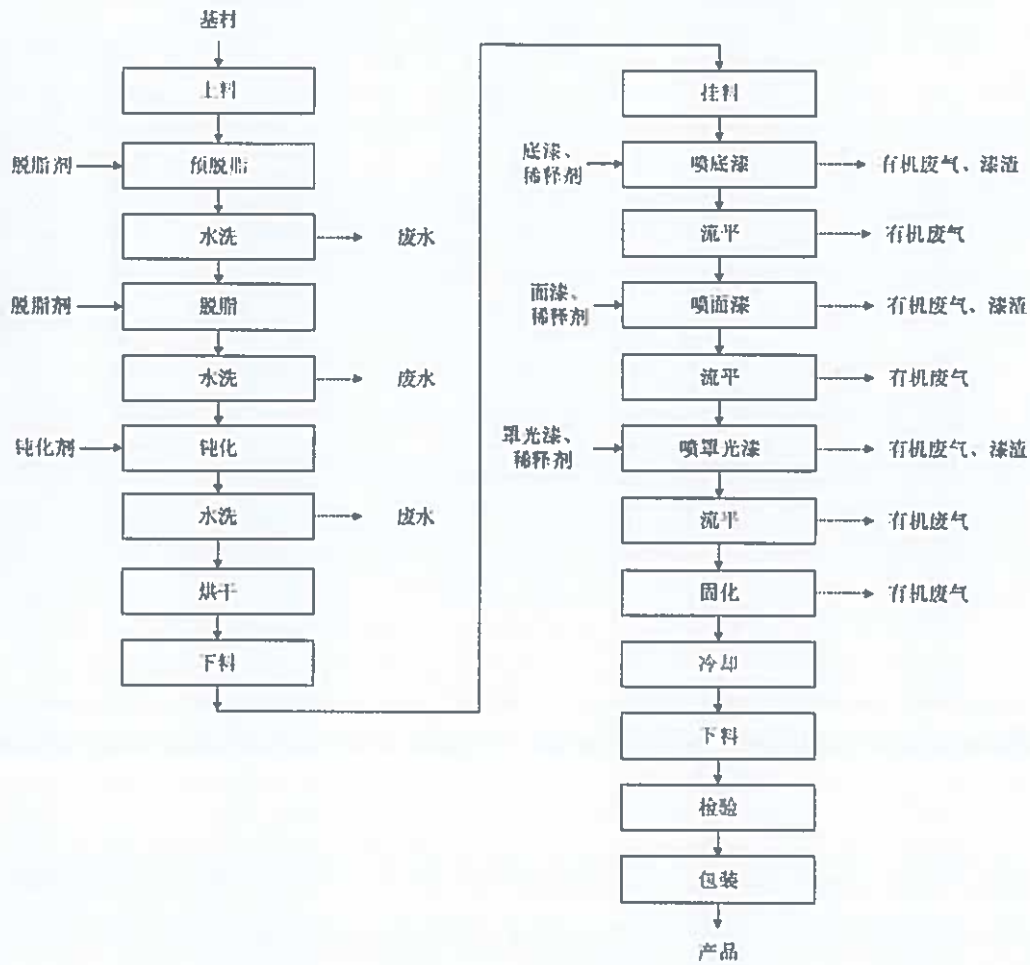 基材
上料
脱脂剂
预脱脂
水洗
废水
脱脂剂
脱脂
水洗
废水
钝化剂
钝化
水洗
废水
烘干
下料
挂料
底漆、
稀释剂
喷底漆
有机废气、漆渣
流平
有机废气
面漆、
稀释剂
喷面漆
有机废气、漆渣
流平
有机废气
罩光漆、
稀释剂
喷罩光漆
有机废气、漆渣
流平
有机废气
固化
有机废气
冷却
下料
检验
包装
产品